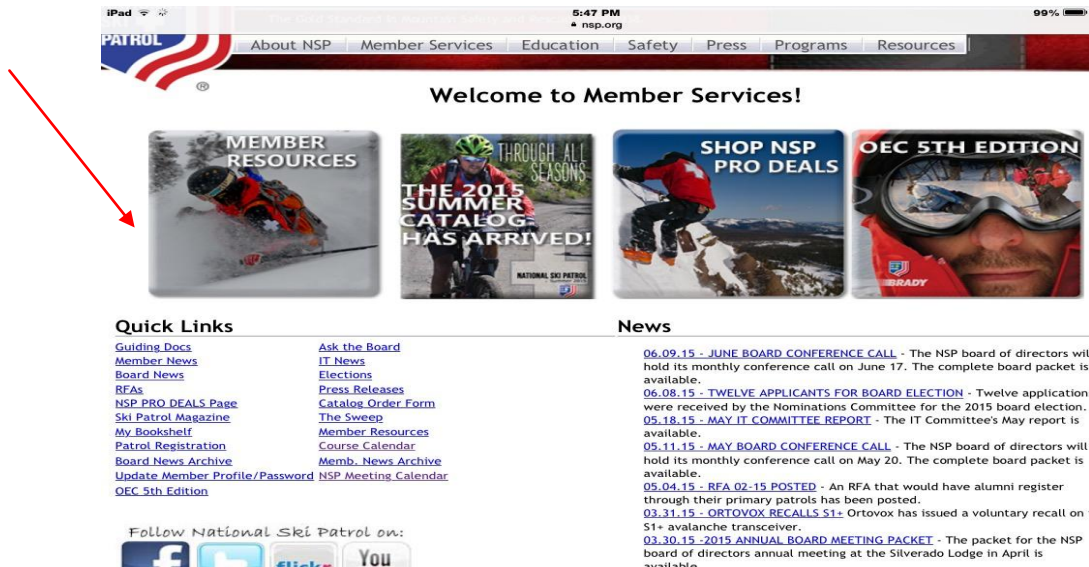 iPad 5:47 PM 99%
nsp.org
PATROL
About NSP Member Services Education Safety Press Programs Resources
®
Welcome to Member Services!
MEMBER
RESOURCES
THROUGH ALL
SEASONS
THE 2015
SUMMER
CATALOG
HAS ARRIVED!
NATIONAL SKI PATROL
SHOP NSP
PRO DEALS
OEC 5TH EDITION
BRADY
Quick Links
Guiding Docs Ask the Board
Member News IT News
Board News Elections
RFAs Press Releases
NSP PRO DEALS Page Catalog Order Form
Ski Patrol Magazine The Sweep
My Bookshelf Member Resources
Patrol Registration Course Calendar
Board News Archive Memb. News Archive
Update Member Profile/Password NSP Meeting Calendar
OEC 5th Edition
Follow National Ski Patrol on:
f
flickr
You
News
06.09.15 - JUNE BOARD CONFERENCE CALL - The NSP board of directors wil
hold its monthly conference call on June 17. The complete board packet is
available.
06.08.15 - TWELVE APPLICANTS FOR BOARD ELECTION - Twelve application
were received by the Nominations Committee for the 2015 board election.
05.18.15 - MAY IT COMMITTEE REPORT - The IT Committee's May report is
available.
05.11.15 - MAY BOARD CONFERENCE CALL - The NSP board of directors will
hold its monthly conference call on May 20. The complete board packet is
available.
05.04.15 - RFA 02-15 POSTED - An RFA that would have alumni register
through their primary patrols has been posted.
03.31.15 - ORTOVOX RECALLS S1+ Ortovox has issued a voluntary recall on
S1+ avalanche transceiver.
03.30.15 -2015 ANNUAL BOARD MEETING PACKET - The packet for the NSP
board of directors annual meeting at the Silverado Lodge in April is
available.